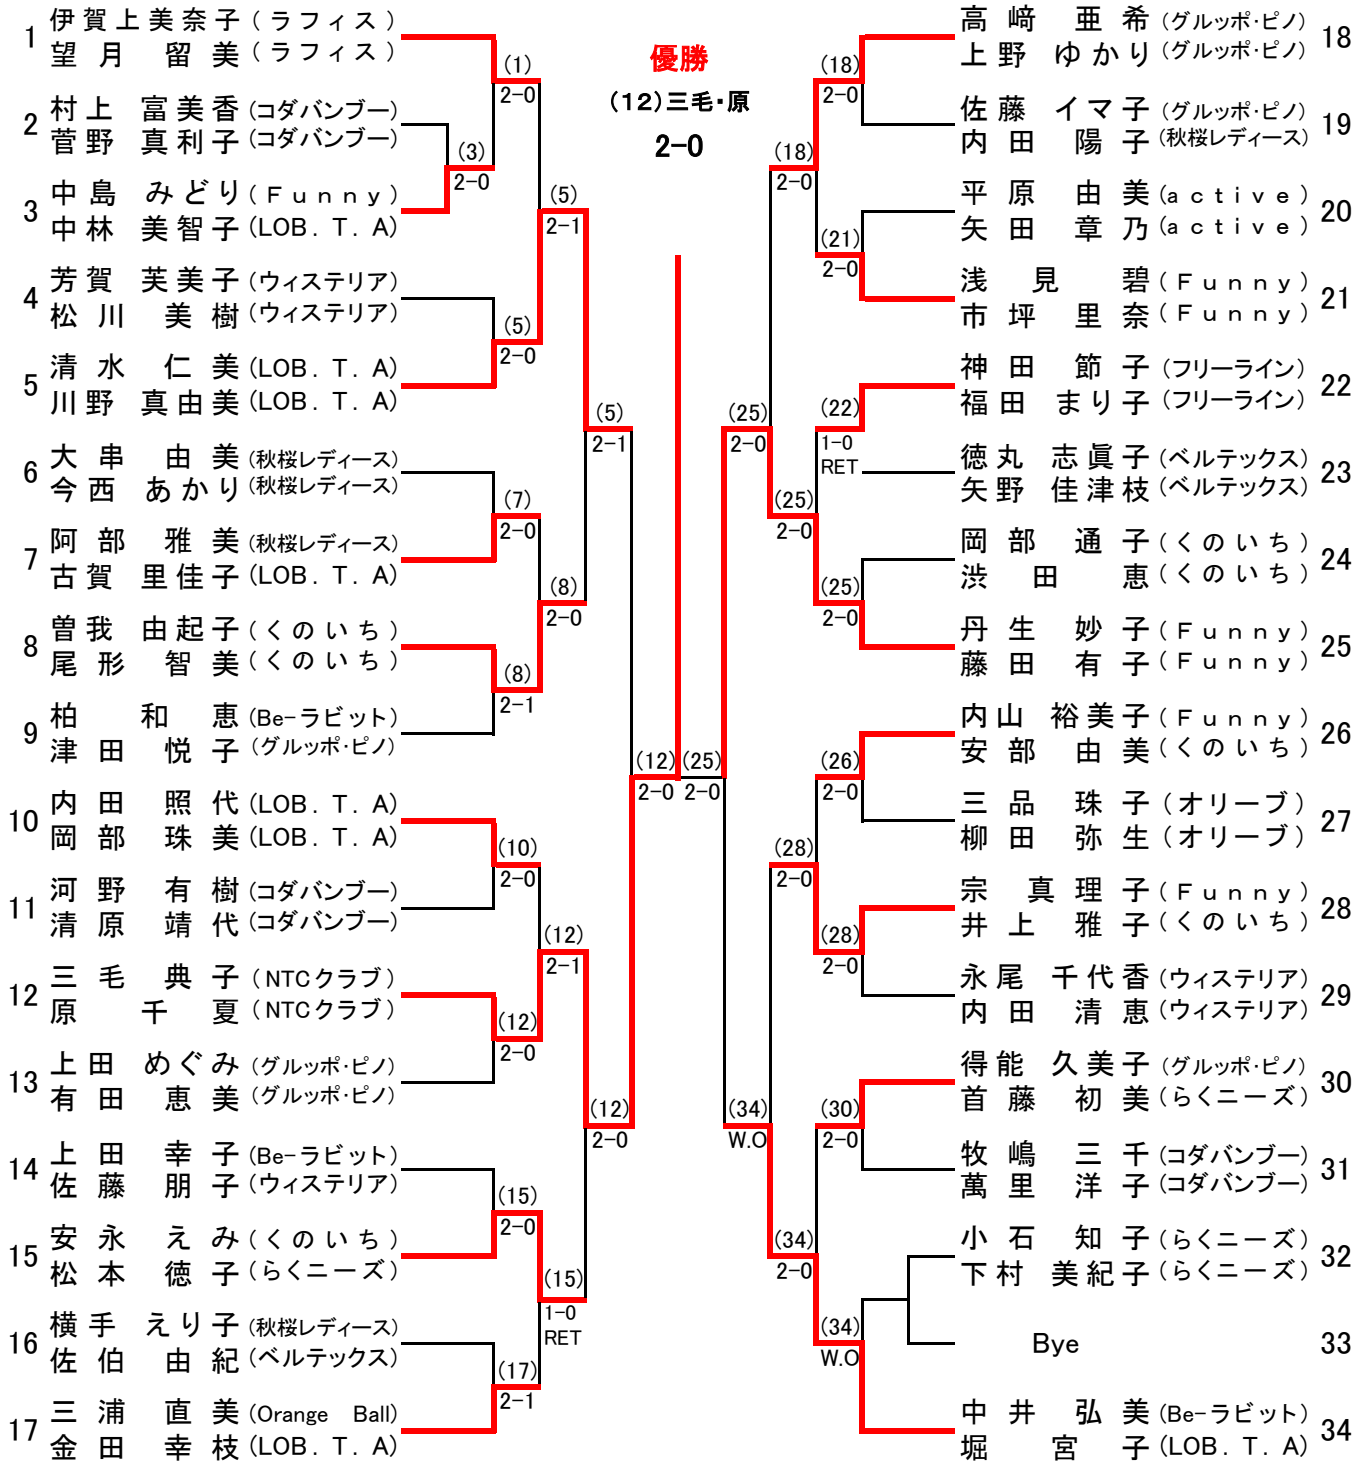 優勝
(12)三毛・原
2-0
1 伊賀上美奈子 (ラフィス)
望月 留美 (ラフィス)
2 村上 富美香 (コダバンブー)
菅野 真利子 (コダバンブー)
3 中島 みどり (Funny)
中林 美智子 (LOB. T. A)
4 芳賀 芙美子 (ウィステリア)
松川 美樹 (ウィステリア)
5 清水 仁美 (LOB. T. A)
川野 真由美 (LOB. T. A)
6 大串 由美 (秋桜レディース)
今西 あかり (秋桜レディース)
7 阿部 雅美 (秋桜レディース)
古賀 里佳子 (LOB. T. A)
8 曽我 由起子 (くのいち)
尾形 智美 (くのいち)
9 柏 和恵 (Be-ラビット)
津田 悦子 (グルッポ・ピノ)
10 内田 照代 (LOB. T. A)
岡部 珠美 (LOB. T. A)
11 河野 有樹 (コダバンブー)
清原 靖代 (コダバンブー)
12 三毛 典子 (NTCクラブ)
原 千夏 (NTCクラブ)
13 上田 めぐみ (グルッポ・ピノ)
有田 恵美 (グルッポ・ピノ)
14 上田 幸子 (Be-ラビット)
佐藤 朋子 (ウィステリア)
15 安永 えみ (くのいち)
松本 徳子 (らくニーズ)
16 横手 えり子 (秋桜レディース)
佐伯 由紀 (ベルテックス)
17 三浦 直美 (Orange Ball)
金田 幸枝 (LOB. T. A)
(3)
2-0
(1)
2-0
(5)
2-0
(7)
2-0
(8)
2-1
(10)
2-0
(12)
2-0
(15)
2-0
(17)
2-1
(5)
2-1
(8)
2-0
(12)
2-1
(15)
1-0
RET
(5)
2-1
(12)
2-0
(12)
2-0
(25)
2-0
(25)
2-0
(34)
W.O
(18)
2-0
(25)
2-0
(28)
2-0
(34)
2-0
(18)
2-0
(21)
2-0
(22)
1-0
RET
(25)
2-0
(26)
2-0
(28)
2-0
(30)
2-0
(34)
W.O
高﨑 亜希 (グルッポ・ピノ) 18
上野 ゆかり (グルッポ・ピノ)
佐藤 イマ子 (グルッポ・ピノ) 19
内田 陽子 (秋桜レディース)
平原 由美 (active) 20
矢田 章乃 (active)
浅見 碧 (Funny) 21
市坪 里奈 (Funny)
神田 節子 (フリーライン) 22
福田 まり子 (フリーライン)
徳丸 志眞子 (ベルテックス) 23
矢野 佳津枝 (ベルテックス)
岡部 通子 (くのいち) 24
渋田 恵 (くのいち)
丹生 妙子 (Funny) 25
藤田 有子 (Funny)
内山 裕美子 (Funny) 26
安部 由美 (くのいち)
三品 珠子 (オリーブ) 27
柳田 弥生 (オリーブ)
宗 真理子 (Funny) 28
井上 雅子 (くのいち)
永尾 千代香 (ウィステリア) 29
内田 清恵 (ウィステリア)
得能 久美子 (グルッポ・ピノ) 30
首藤 初美 (らくニーズ)
牧嶋 三千 (コダバンブー) 31
萬里 洋子 (コダバンブー)
小石 知子 (らくニーズ) 32
下村 美紀子 (らくニーズ)
Bye 33
中井 弘美 (Be-ラビット) 34
堀 宮子 (LOB. T. A)